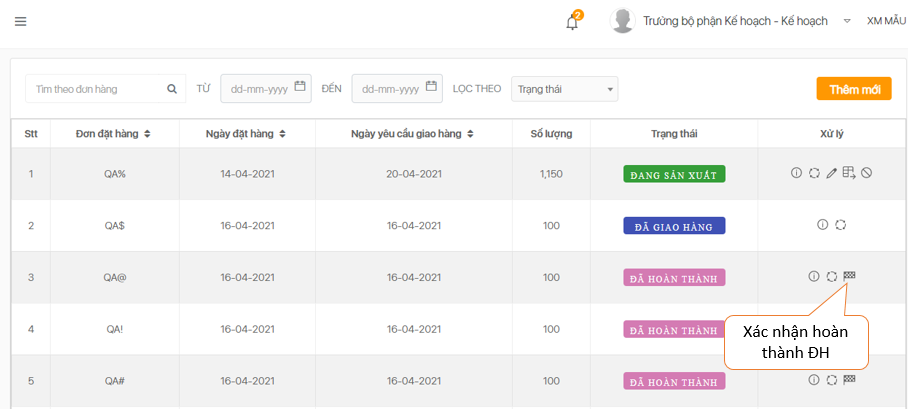 2
Trưởng bộ phận Kế hoạch - Kế hoạch
XM MẪU
Tìm theo đơn hàng
TỪ
dd-mm-yyyy
ĐẾN
dd-mm-yyyy
LỌC THEO
Trạng thái
Thêm mới
Stt Đơn đặt hàng Ngày đặt hàng Ngày yêu cầu giao hàng Số lượng Trạng thái Xử lý
1 QA% 14-04-2021 20-04-2021 1,150 ĐANG SẢN XUẤT
2 QA$ 16-04-2021 16-04-2021 100 ĐÃ GIAO HÀNG
3 QA@ 16-04-2021 16-04-2021 100 ĐÃ HOÀN THÀNH
4 QA! 16-04-2021 16-04-2021 100 ĐÃ HOÀN THÀNH
Xác nhận hoàn
thành ĐH
5 QA# 16-04-2021 16-04-2021 100 ĐÃ HOÀN THÀNH